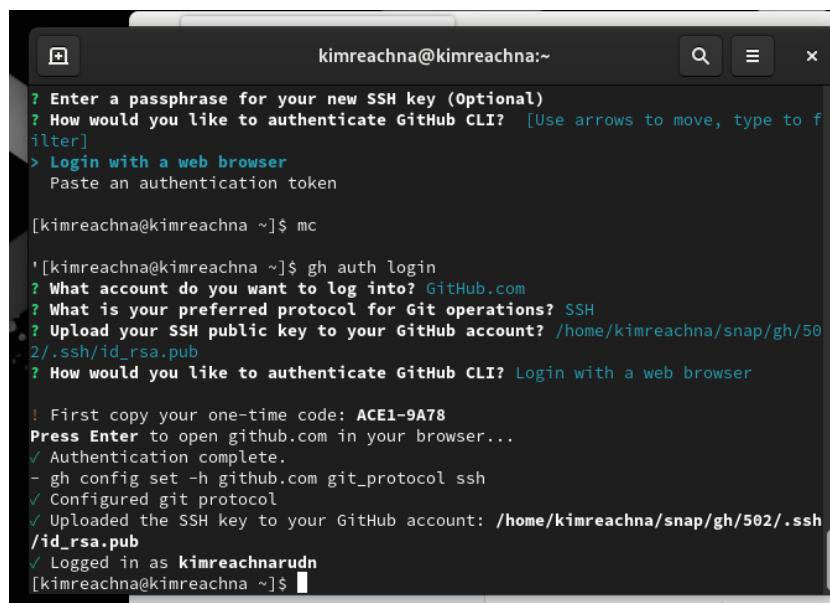 kimreachna@kimreachna:~
? Enter a passphrase for your new SSH key (Optional)
? How would you like to authenticate GitHub CLI?  [Use arrows to move, type to f
ilter]
> Login with a web browser
  Paste an authentication token
[kimreachna@kimreachna ~]$ mc
'[kimreachna@kimreachna ~]$ gh auth login
? What account do you want to log into? GitHub.com
? What is your preferred protocol for Git operations? SSH
? Upload your SSH public key to your GitHub account? /home/kimreachna/snap/gh/50
2/.ssh/id_rsa.pub
? How would you like to authenticate GitHub CLI? Login with a web browser
! First copy your one-time code: ACE1-9A78
Press Enter to open github.com in your browser...
✓ Authentication complete.
- gh config set -h github.com git_protocol ssh
✓ Configured git protocol
✓ Uploaded the SSH key to your GitHub account: /home/kimreachna/snap/gh/502/.ssh
/id_rsa.pub
✓ Logged in as kimreachnarudn
[kimreachna@kimreachna ~]$